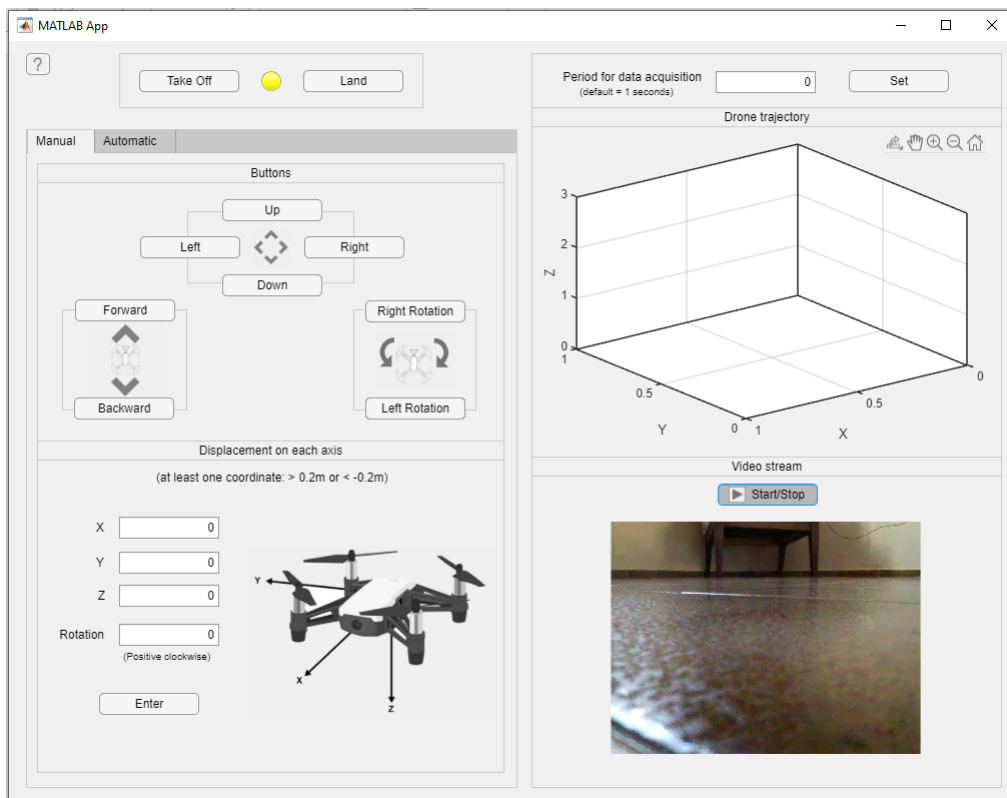 MATLAB App
?
Take Off
Land
Manual
Automatic
Buttons
Up
Left
Right
Down
Forward
Backward
Right Rotation
Left Rotation
Displacement on each axis
(at least one coordinate: > 0.2m or < -0.2m)
X 0
Y 0
Z 0
Rotation 0
(Positive clockwise)
Enter
Y
X
Z
Period for data acquisition
(default = 1 seconds)
0
Set
Drone trajectory
3
2
1
0
Z
1
0.5
0
Y
1
0.5
0
X
Video stream
Start/Stop